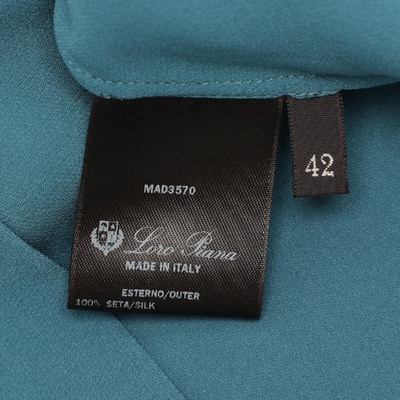 MAD3570
Loro Piana
MADE IN ITALY
ESTERNO/OUTER
100% SETA/SILK
42